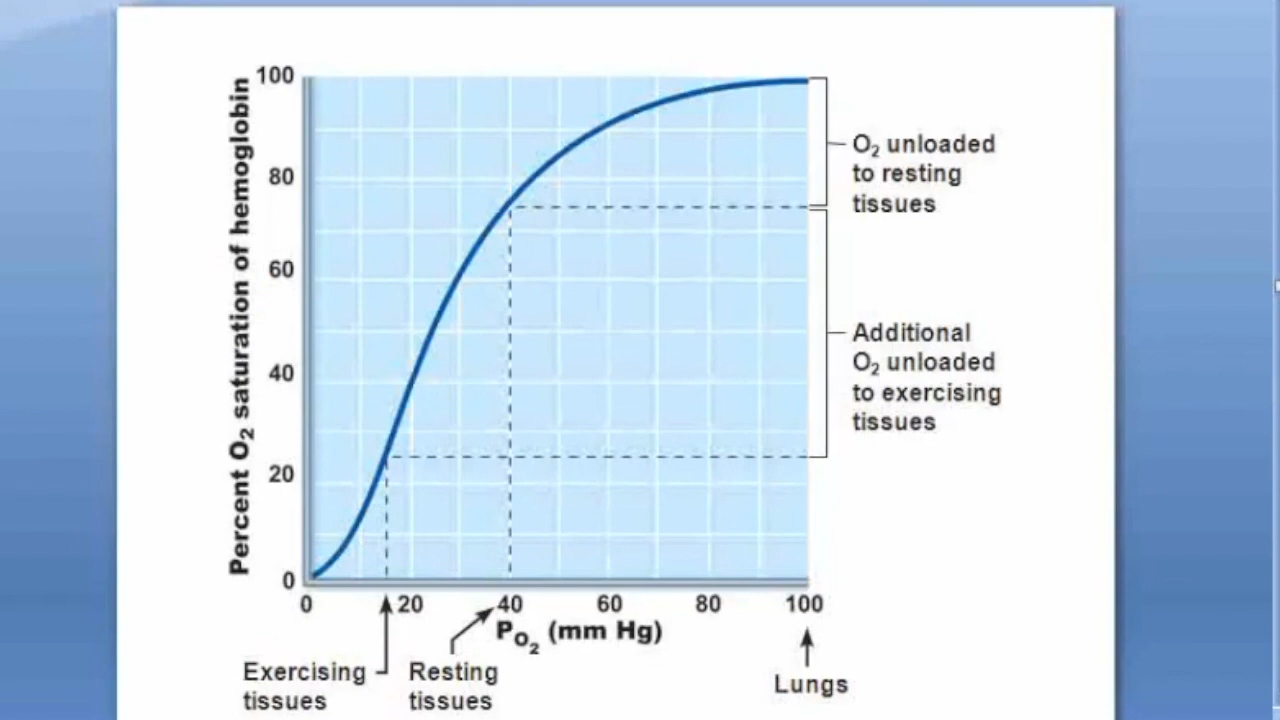 Percent O₂ saturation of hemoglobin
100
80
60
40
20
0
0 20 40 60 80 100
P_O₂ (mm Hg)
O₂ unloaded
to resting
tissues
Additional
O₂ unloaded
to exercising
tissues
Exercising
tissues
Resting
tissues
Lungs